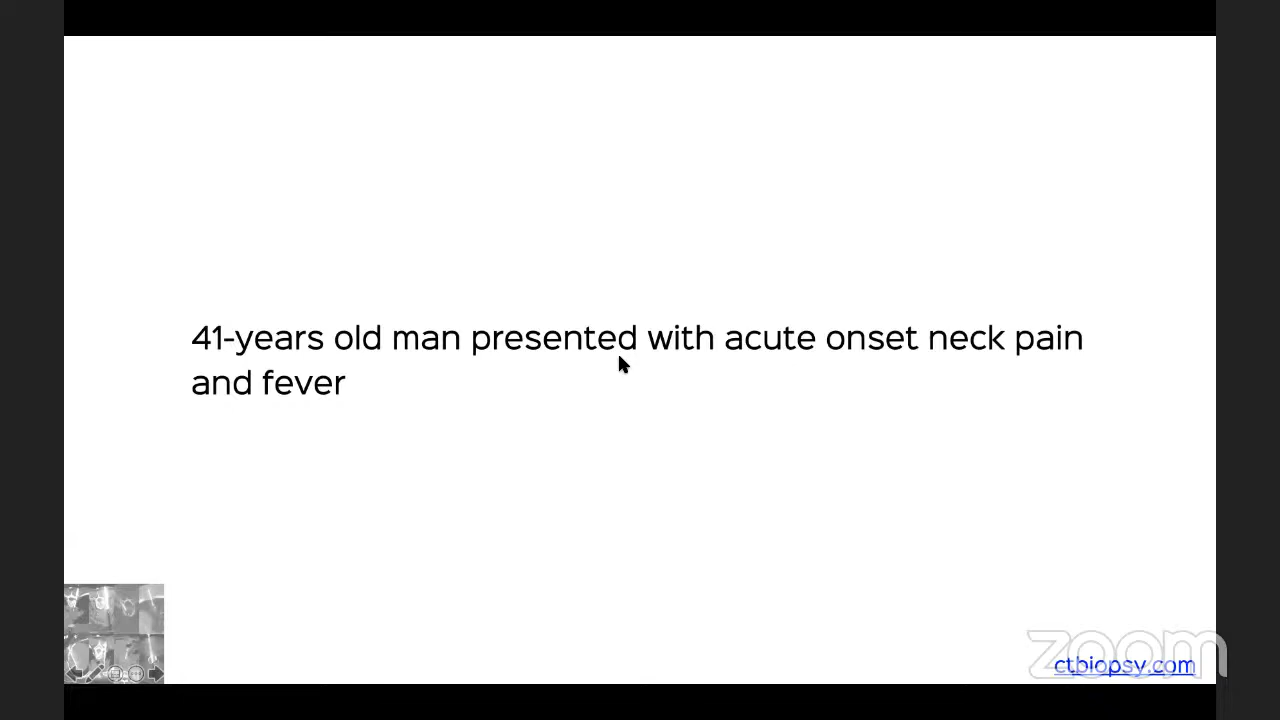 41-years old man presented with acute onset neck pain
and fever
zoom
ctbiopsy.com